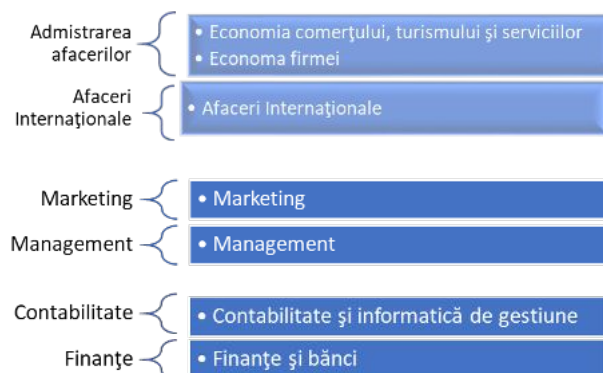 Admistrarea
afacerilor
• Economia comerţului, turismului şi serviciilor
• Economa firmei
Afaceri
Internaţionale
• Afaceri Internaţionale
Marketing
• Marketing
Management
• Management
Contabilitate
• Contabilitate şi informatică de gestiune
Finanţe
• Finanţe şi bănci